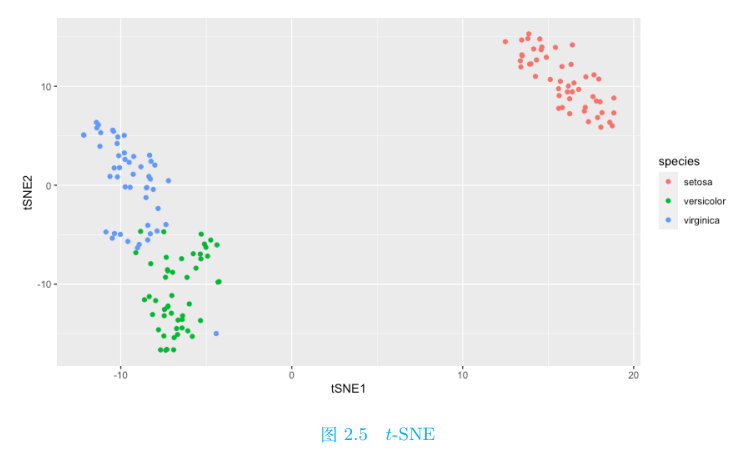 10
0
-10
tSNE2
-10
0
10
20
tSNE1
species
setosa
versicolor
virginica
图 2.5 t-SNE